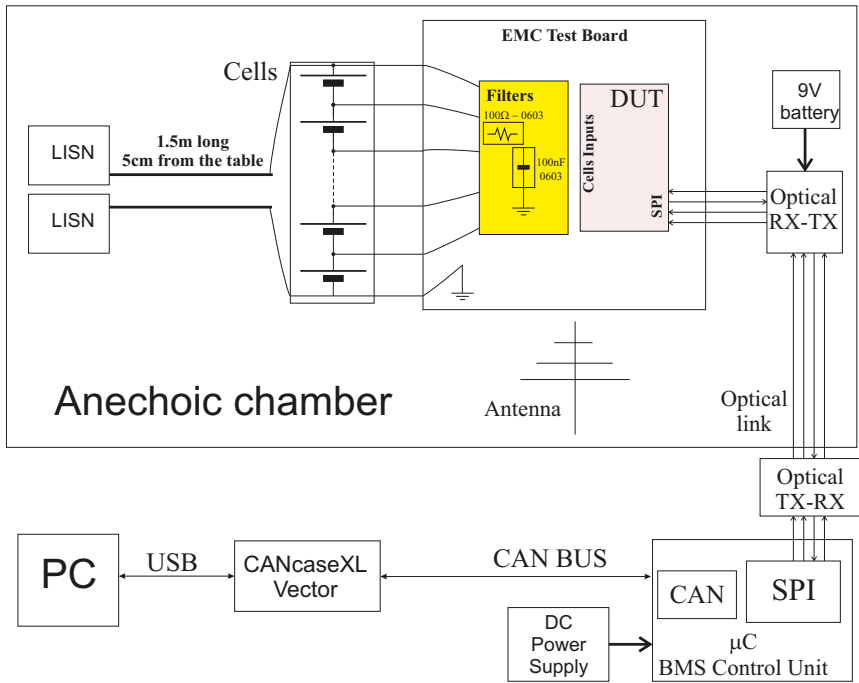 EMC Test Board
Cells
Filters
100Ω – 0603
100nF
0603
DUT
Cells Inputs
SPI
9V
battery
LISN
1.5m long
5cm from the table
LISN
Optical
RX-TX
Anechoic chamber
Antenna
Optical
link
Optical
TX-RX
PC
USB
CANcaseXL
Vector
CAN BUS
CAN
SPI
DC
Power
Supply
μC
BMS Control Unit